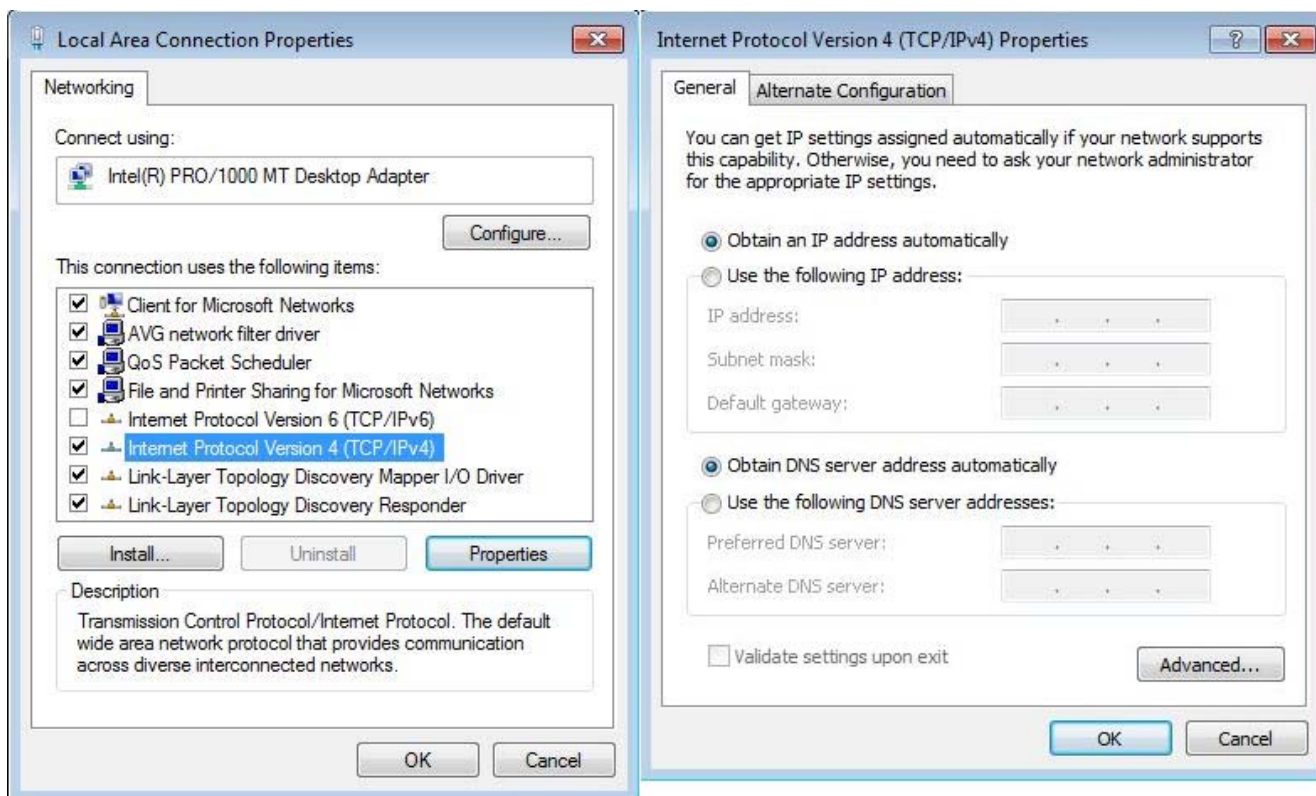 Local Area Connection Properties
Networking
Connect using:
Intel(R) PRO/1000 MT Desktop Adapter
Configure...
This connection uses the following items:
Client for Microsoft Networks
AVG network filter driver
QoS Packet Scheduler
File and Printer Sharing for Microsoft Networks
Internet Protocol Version 6 (TCP/IPv6)
Internet Protocol Version 4 (TCP/IPv4)
Link-Layer Topology Discovery Mapper I/O Driver
Link-Layer Topology Discovery Responder
Install...
Uninstall
Properties
Description
Transmission Control Protocol/Internet Protocol. The default
wide area network protocol that provides communication
across diverse interconnected networks.
OK
Cancel
Internet Protocol Version 4 (TCP/IPv4) Properties
General
Alternate Configuration
You can get IP settings assigned automatically if your network supports
this capability. Otherwise, you need to ask your network administrator
for the appropriate IP settings.
Obtain an IP address automatically
Use the following IP address:
IP address:
Subnet mask:
Default gateway:
Obtain DNS server address automatically
Use the following DNS server addresses:
Preferred DNS server:
Alternate DNS server:
Validate settings upon exit
Advanced...
OK
Cancel